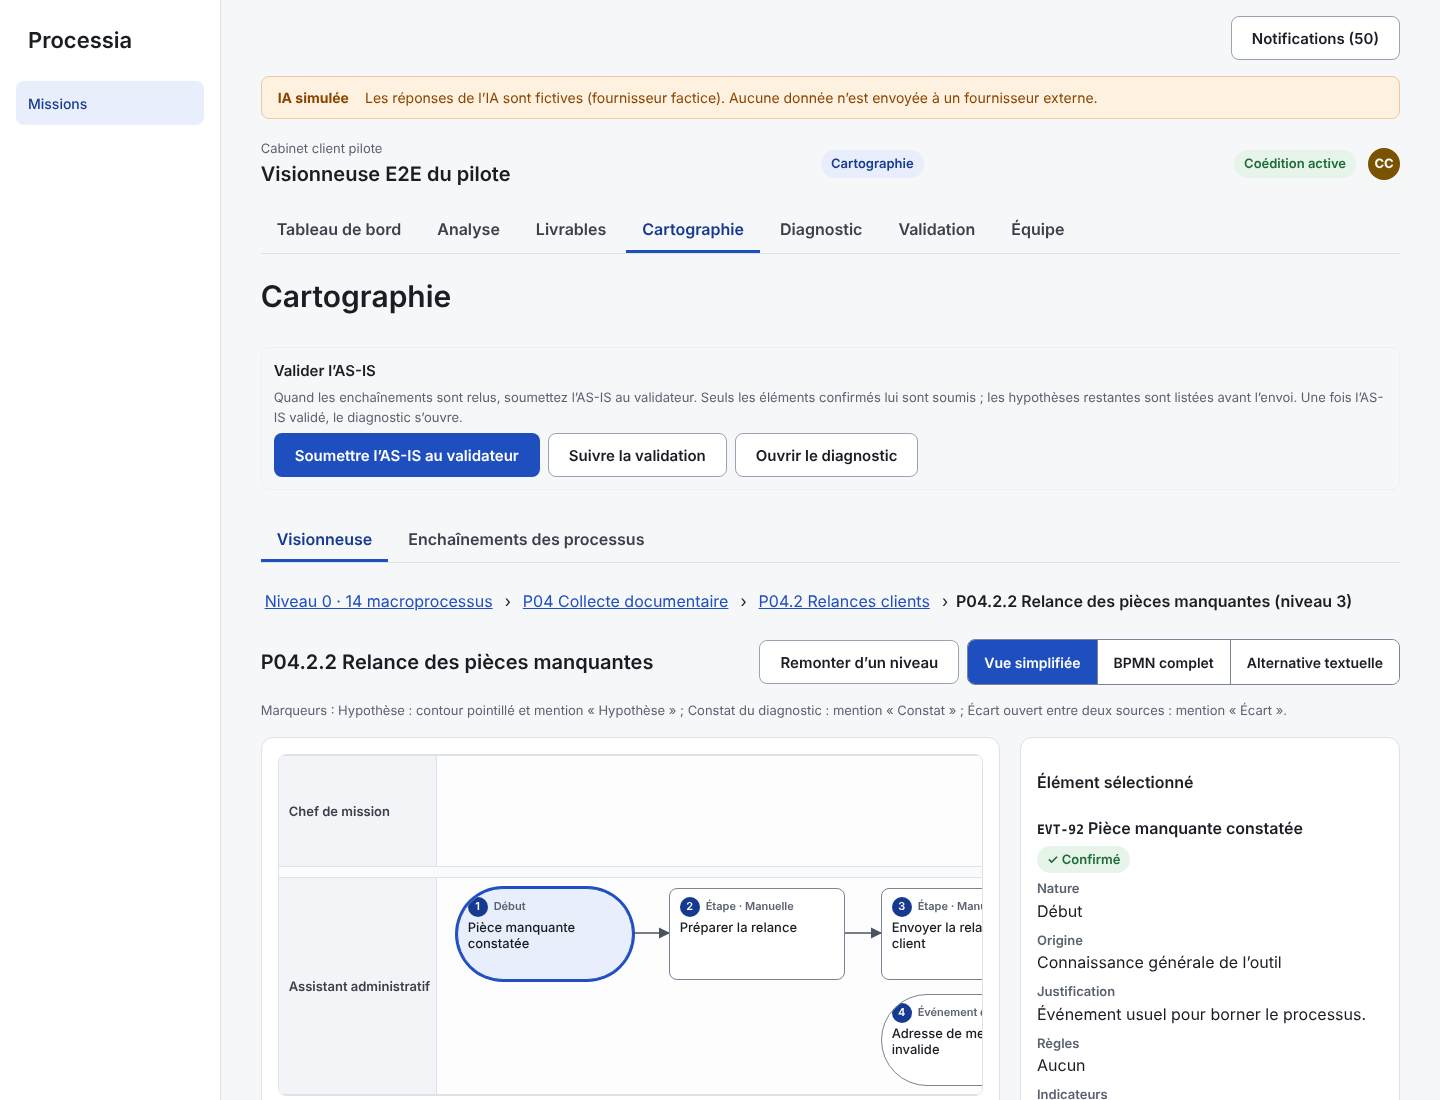 Processia
Missions
Notifications (50)
IA simulée Les réponses de l’IA sont fictives (fournisseur factice). Aucune donnée n’est envoyée à un fournisseur externe.
Cabinet client pilote
Visionneuse E2E du pilote
Cartographie
Coédition active
CC
Tableau de bord Analyse Livrables Cartographie Diagnostic Validation Équipe
Cartographie
Valider l’AS-IS
Quand les enchaînements sont relus, soumettez l’AS-IS au validateur. Seuls les éléments confirmés lui sont soumis ; les hypothèses restantes sont listées avant l’envoi. Une fois l’AS-
IS validé, le diagnostic s’ouvre.
Soumettre l’AS-IS au validateur Suivre la validation Ouvrir le diagnostic
Visionneuse Enchaînements des processus
Niveau 0 · 14 macroprocessus › P04 Collecte documentaire › P04.2 Relances clients › P04.2.2 Relance des pièces manquantes (niveau 3)
P04.2.2 Relance des pièces manquantes
Remonter d’un niveau Vue simplifiée BPMN complet Alternative textuelle
Marqueurs : Hypothèse : contour pointillé et mention « Hypothèse » ; Constat du diagnostic : mention « Constat » ; Écart ouvert entre deux sources : mention « Écart ».
Chef de mission
Assistant administratif
1 Début
Pièce manquante
constatée
2 Étape · Manuelle
Préparer la relance
3 Étape · Manu
Envoyer la rela
client
4 Événement
Adresse de me
invalide
Élément sélectionné
EVT-92 Pièce manquante constatée
✓ Confirmé
Nature
Début
Origine
Connaissance générale de l’outil
Justification
Événement usuel pour borner le processus.
Règles
Aucun
Indicateurs